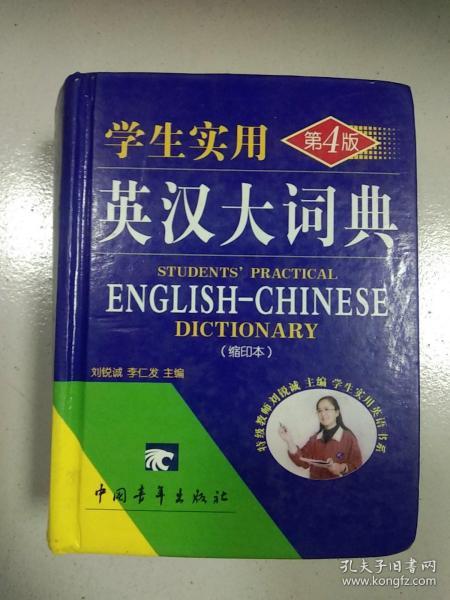 学生实用
第4版
英汉大词典
STUDENTS' PRACTICAL
ENGLISH-CHINESE
DICTIONARY
(缩印本)
刘锐诚 李仁发 主编
特级教师刘锐诚 主编 学生实用英语书系
中国青年出版社
孔夫子旧书网
www.kongfz.com